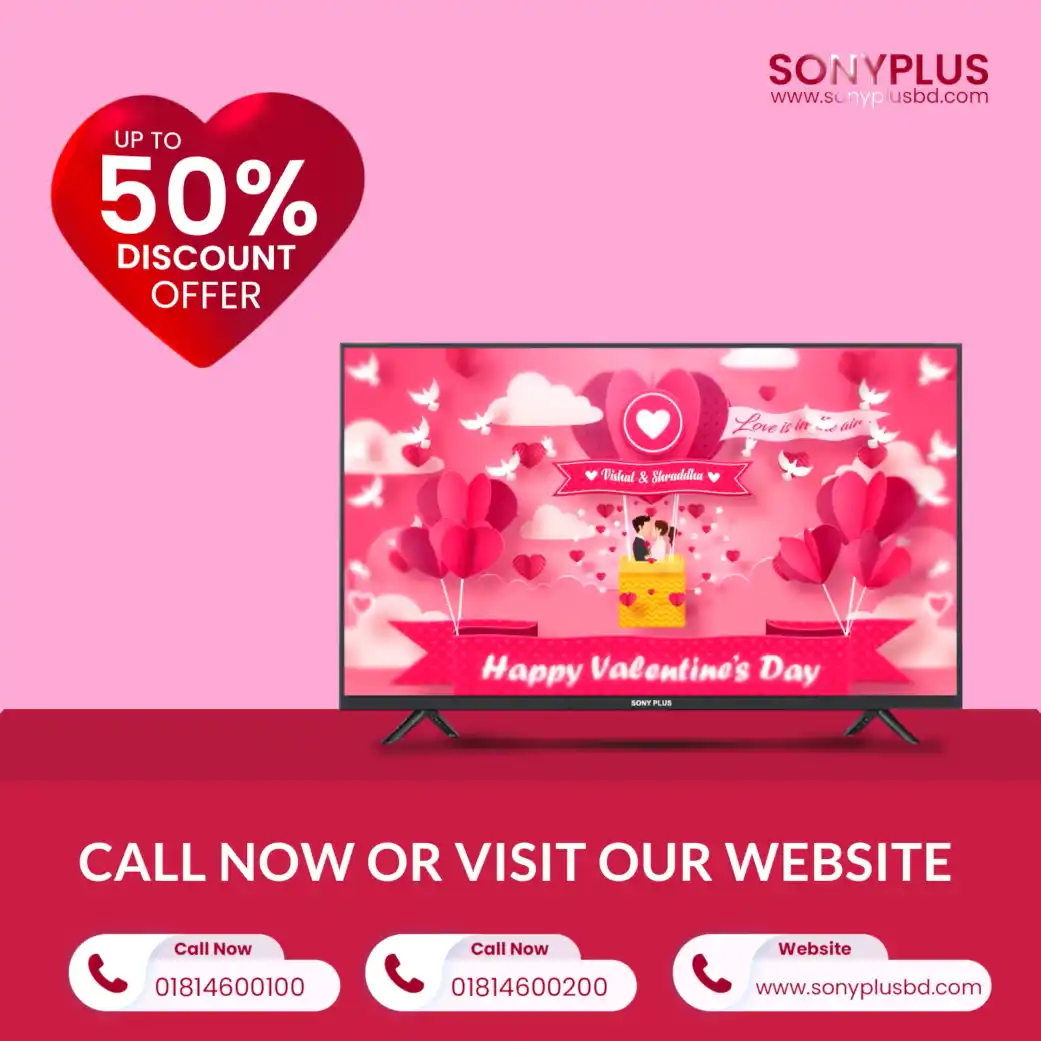 SONYPLUS
www.sonyplusbd.com
UP TO
50%
DISCOUNT
OFFER
Love is in the air
Vishal & Shraddha
Happy Valentine's Day
SONY PLUS
CALL NOW OR VISIT OUR WEBSITE
Call Now
01814600100
Call Now
01814600200
Website
www.sonyplusbd.com